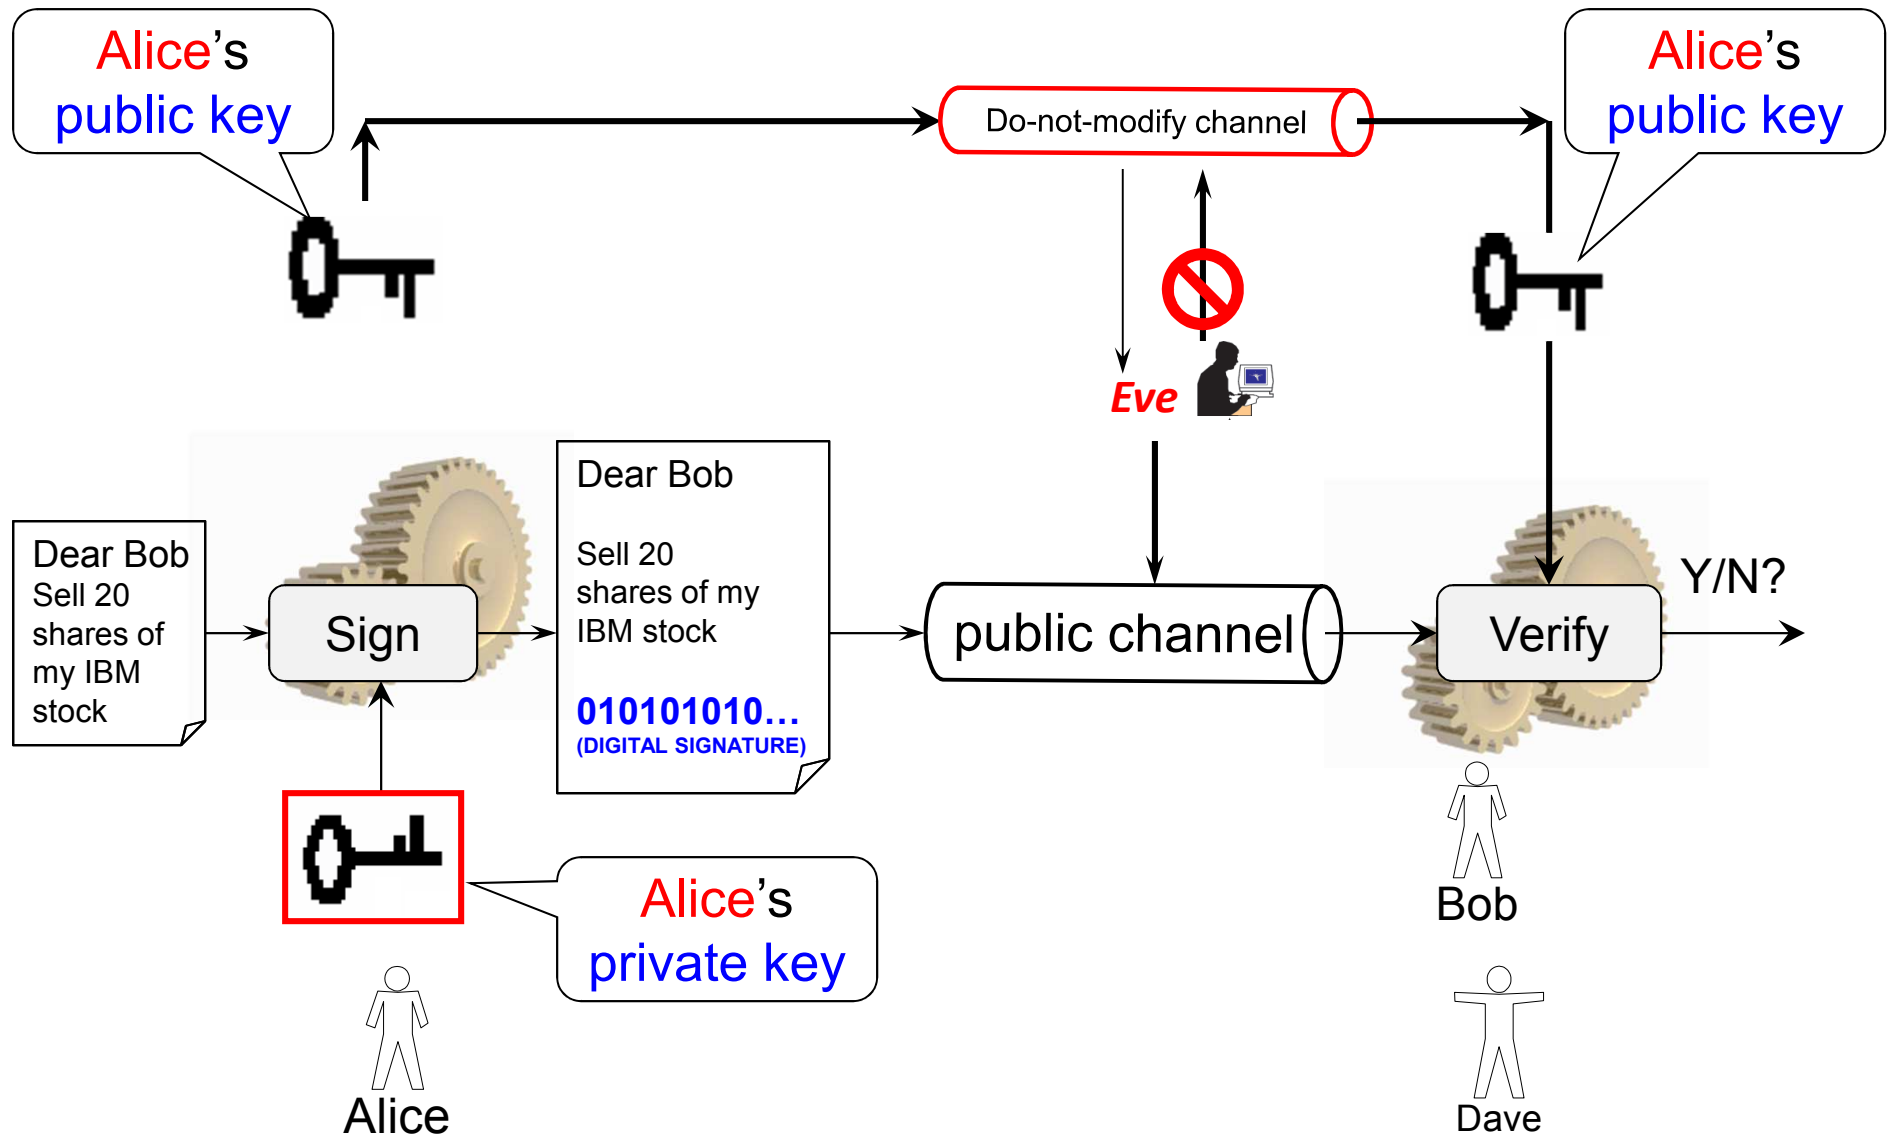 Alice's
public key
Do-not-modify channel
Alice's
public key
Eve
Dear Bob
Sell 20
shares of
my IBM
stock
Sign
Dear Bob
Sell 20
shares of my
IBM stock
010101010...
(DIGITAL SIGNATURE)
public channel
Verify
Y/N?
Alice's
private key
Alice
Bob
Dave